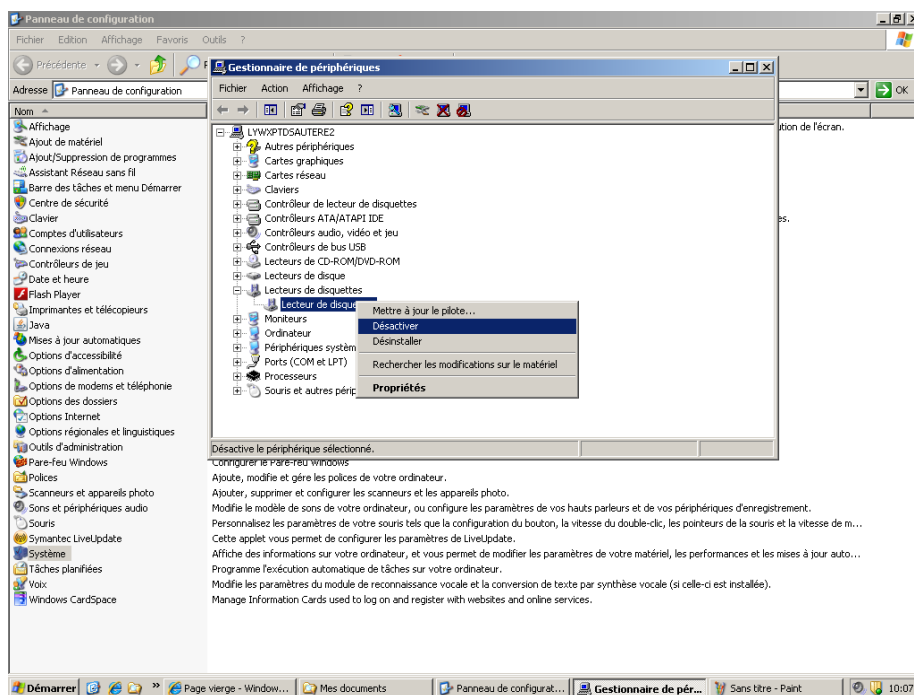 Panneau de configuration
Fichier Edition Affichage Favoris Outils ?
Précédente
Adresse Panneau de configuration
OK
Nom
Affichage
Ajout de matériel
Ajout/Suppression de programmes
Assistant Réseau sans fil
Barre des tâches et menu Démarrer
Centre de sécurité
Clavier
Comptes d'utilisateurs
Connexions réseau
Contrôleurs de jeu
Date et heure
Flash Player
Imprimantes et télécopieurs
Java
Mises à jour automatiques
Options d'accessibilité
Options d'alimentation
Options de modems et téléphonie
Options des dossiers
Options Internet
Options régionales et linguistiques
Outils d'administration
Pare-feu Windows
Polices
Scanneurs et appareils photo
Sons et périphériques audio
Souris
Symantec LiveUpdate
Système
Tâches planifiées
Voix
Windows CardSpace
Gestionnaire de périphériques
Fichier Action Affichage ?
LYWXPTDSAUTERE2
Autres périphériques
Cartes graphiques
Cartes réseau
Claviers
Contrôleur de lecteur de disquettes
Contrôleurs ATA/ATAPI IDE
Contrôleurs audio, vidéo et jeu
Contrôleurs de bus USB
Lecteurs de CD-ROM/DVD-ROM
Lecteurs de disque
Lecteurs de disquettes
Lecteur de disque
Moniteurs
Ordinateur
Périphériques systèm
Ports (COM et LPT)
Processeurs
Souris et autres périp
Mettre à jour le pilote...
Désactiver
Désinstaller
Rechercher les modifications sur le matériel
Propriétés
Désactive le périphérique sélectionné.
ution de l'écran.
es.
Configurer le Pare-feu Windows
Ajoute, modifie et gére les polices de votre ordinateur.
Ajouter, supprimer et configurer les scanneurs et les appareils photo.
Modifie le modèle de sons de votre ordinateur, ou configure les paramètres de vos hauts parleurs et de vos périphériques d'enregistrement.
Personnalisez les paramètres de votre souris tels que la configuration du bouton, la vitesse du double-clic, les pointeurs de la souris et la vitesse de m...
Cette applet vous permet de configurer les paramètres de LiveUpdate.
Affiche des informations sur votre ordinateur, et vous permet de modifier les paramètres de votre matériel, les performances et les mises à jour auto...
Programme l'exécution automatique de tâches sur votre ordinateur.
Modifie les paramètres du module de reconnaissance vocale et la conversion de texte par synthèse vocale (si celle-ci est installée).
Manage Information Cards used to log on and register with websites and online services.
Démarrer
Page vierge - Window...
Mes documents
Panneau de configurat...
Gestionnaire de pér...
Sans titre - Paint
10:07